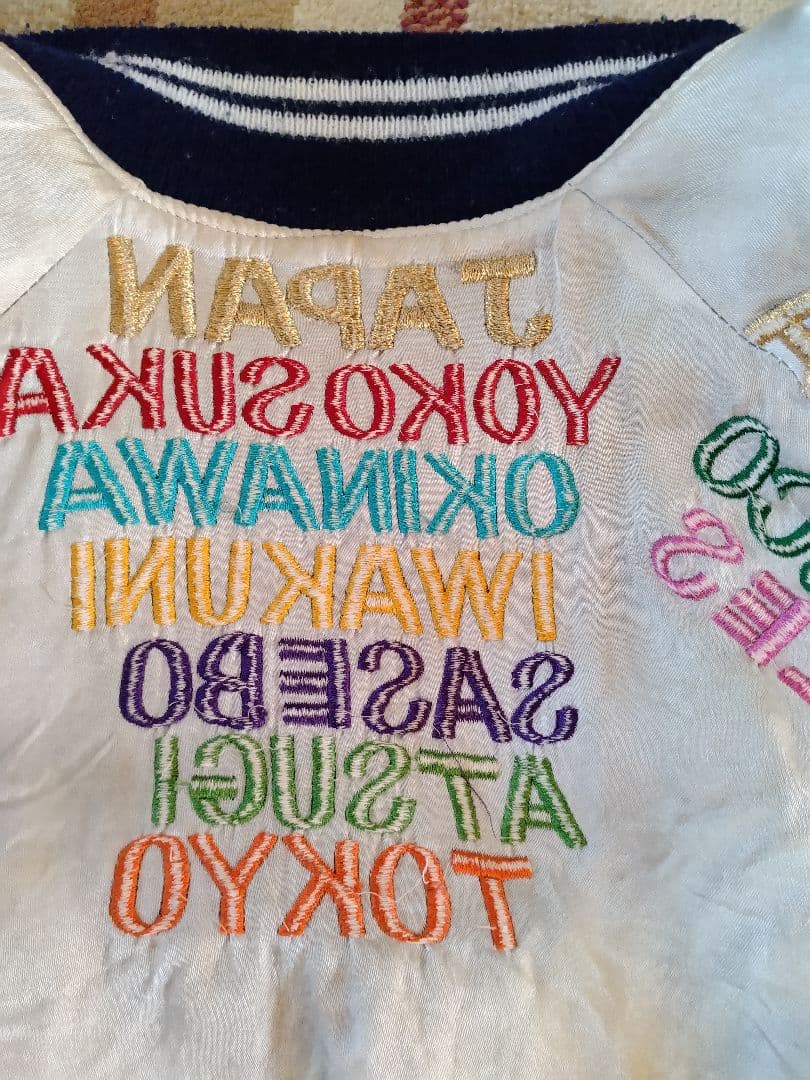 JAPAN
YOKOSUKA
OKINAWA
IWAKUNI
SASEBO
ATSUGI
TOKYO